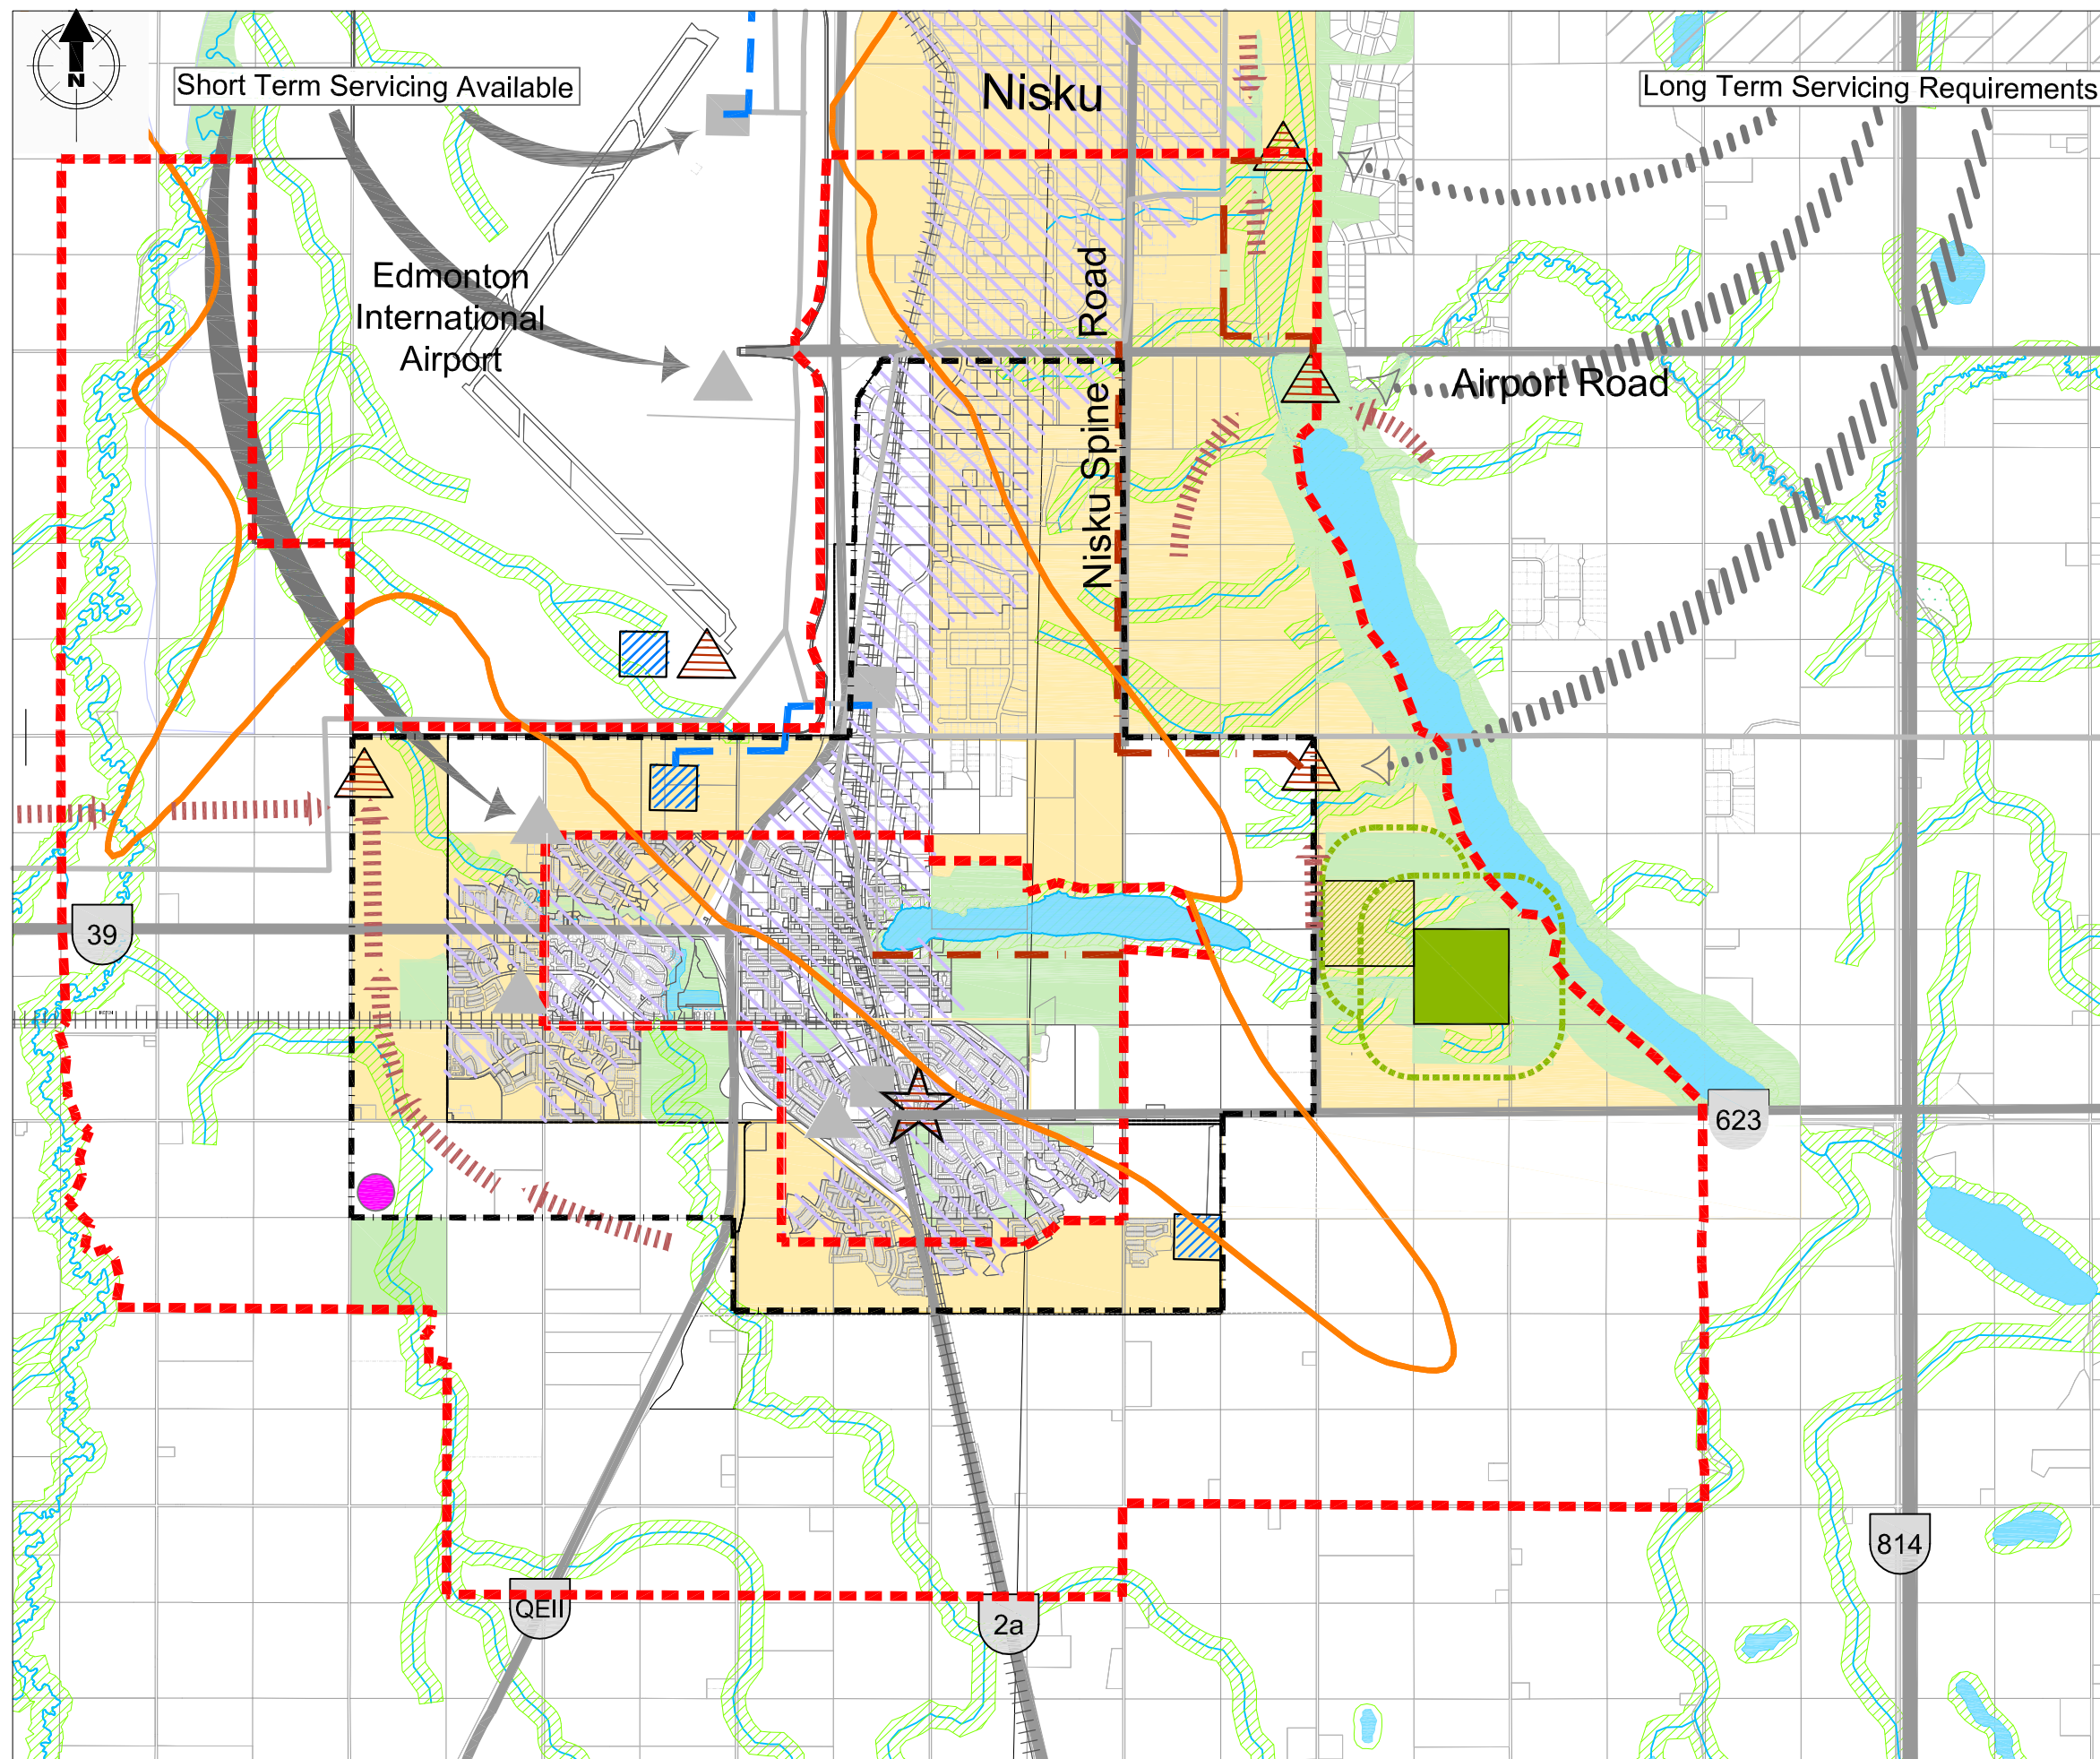 N
Short Term Servicing Available
Nisku
Long Term Servicing Requirements
Edmonton
International
Airport
Nisku Spine Road
Airport Road
39
623
814
QEII
2a